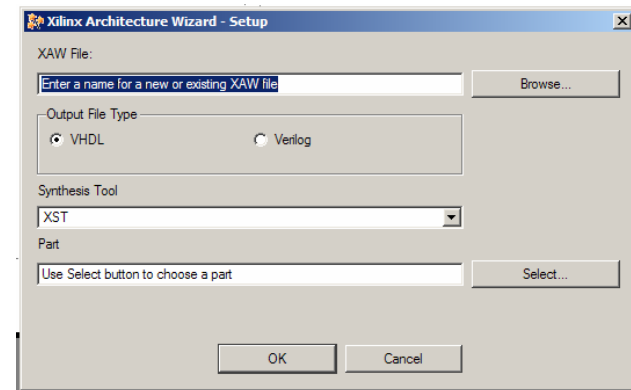 Xilinx Architecture Wizard - Setup
XAW File:
Enter a name for a new or existing XAW file
Browse...
Output File Type
VHDL
Verilog
Synthesis Tool
XST
Part
Use Select button to choose a part
Select...
OK
Cancel